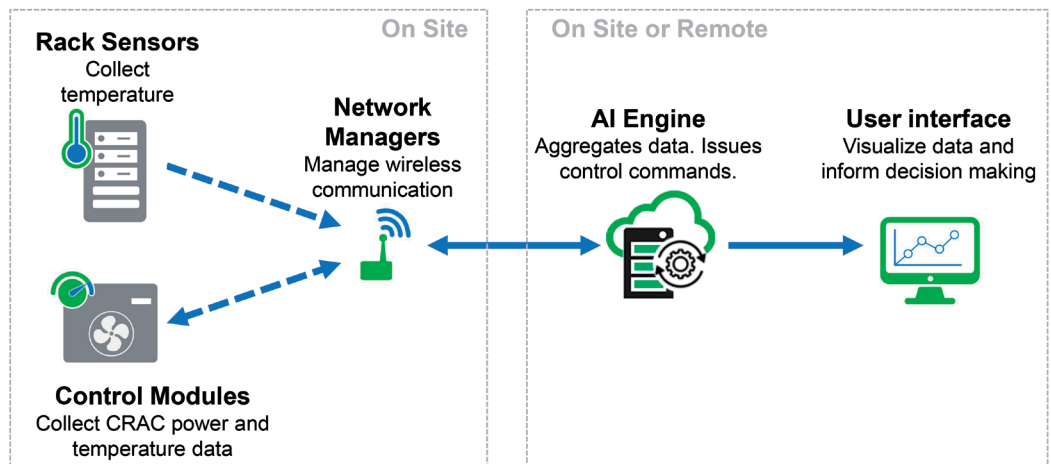 On Site
Rack Sensors
Collect
temperature
Network
Managers
Manage wireless
communication
Control Modules
Collect CRAC power and
temperature data
On Site or Remote
AI Engine
Aggregates data. Issues
control commands.
User interface
Visualize data and
inform decision making